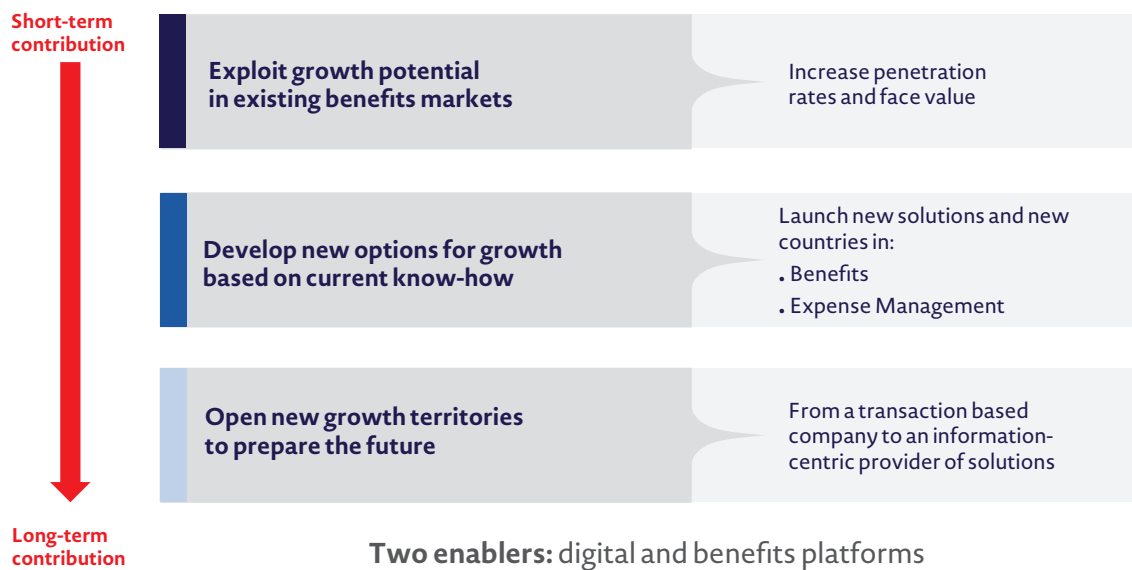 Short-term
contribution
Exploit growth potential
in existing benefits markets
Increase penetration
rates and face value
Develop new options for growth
based on current know-how
Launch new solutions and new
countries in:
. Benefits
. Expense Management
Open new growth territories
to prepare the future
From a transaction based
company to an information-
centric provider of solutions
Long-term
contribution
Two enablers: digital and benefits platforms